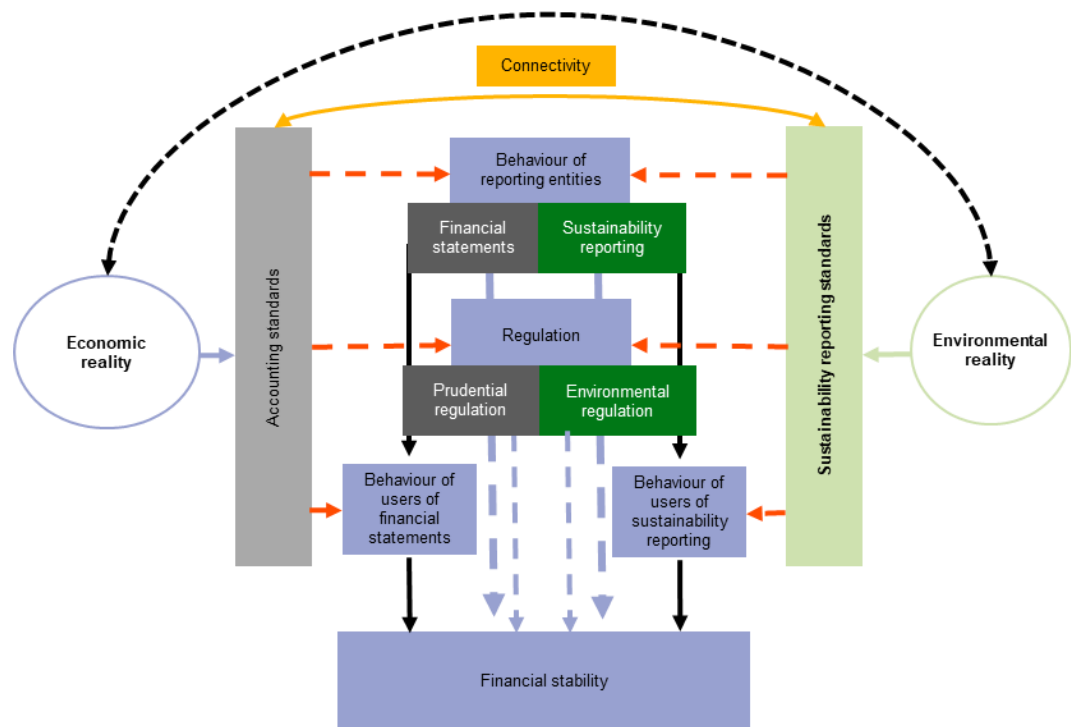 Connectivity
Behaviour of
reporting entities
Financial
statements
Sustainability
reporting
Economic
reality
Accounting standards
Regulation
Sustainability reporting standards
Environmental
reality
Prudential
regulation
Environmental
regulation
Behaviour of
users of
financial
statements
Behaviour of
users of
sustainability
reporting
Financial stability